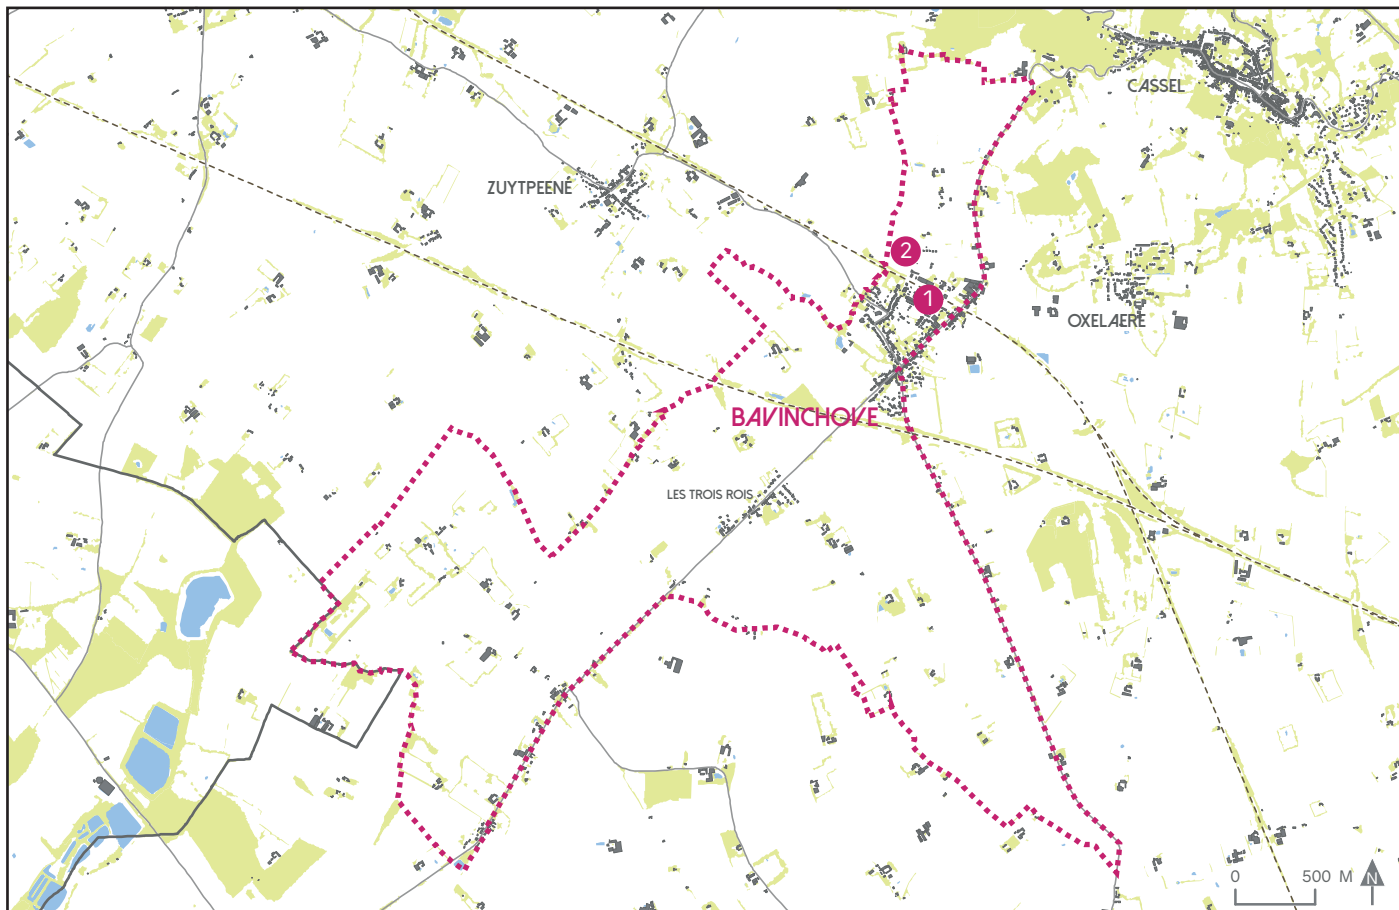 CASSEL
ZUYTPEENE
2
1
OXELAERE
BAVINCHOVE
LES TROIS ROIS
0 500 M N